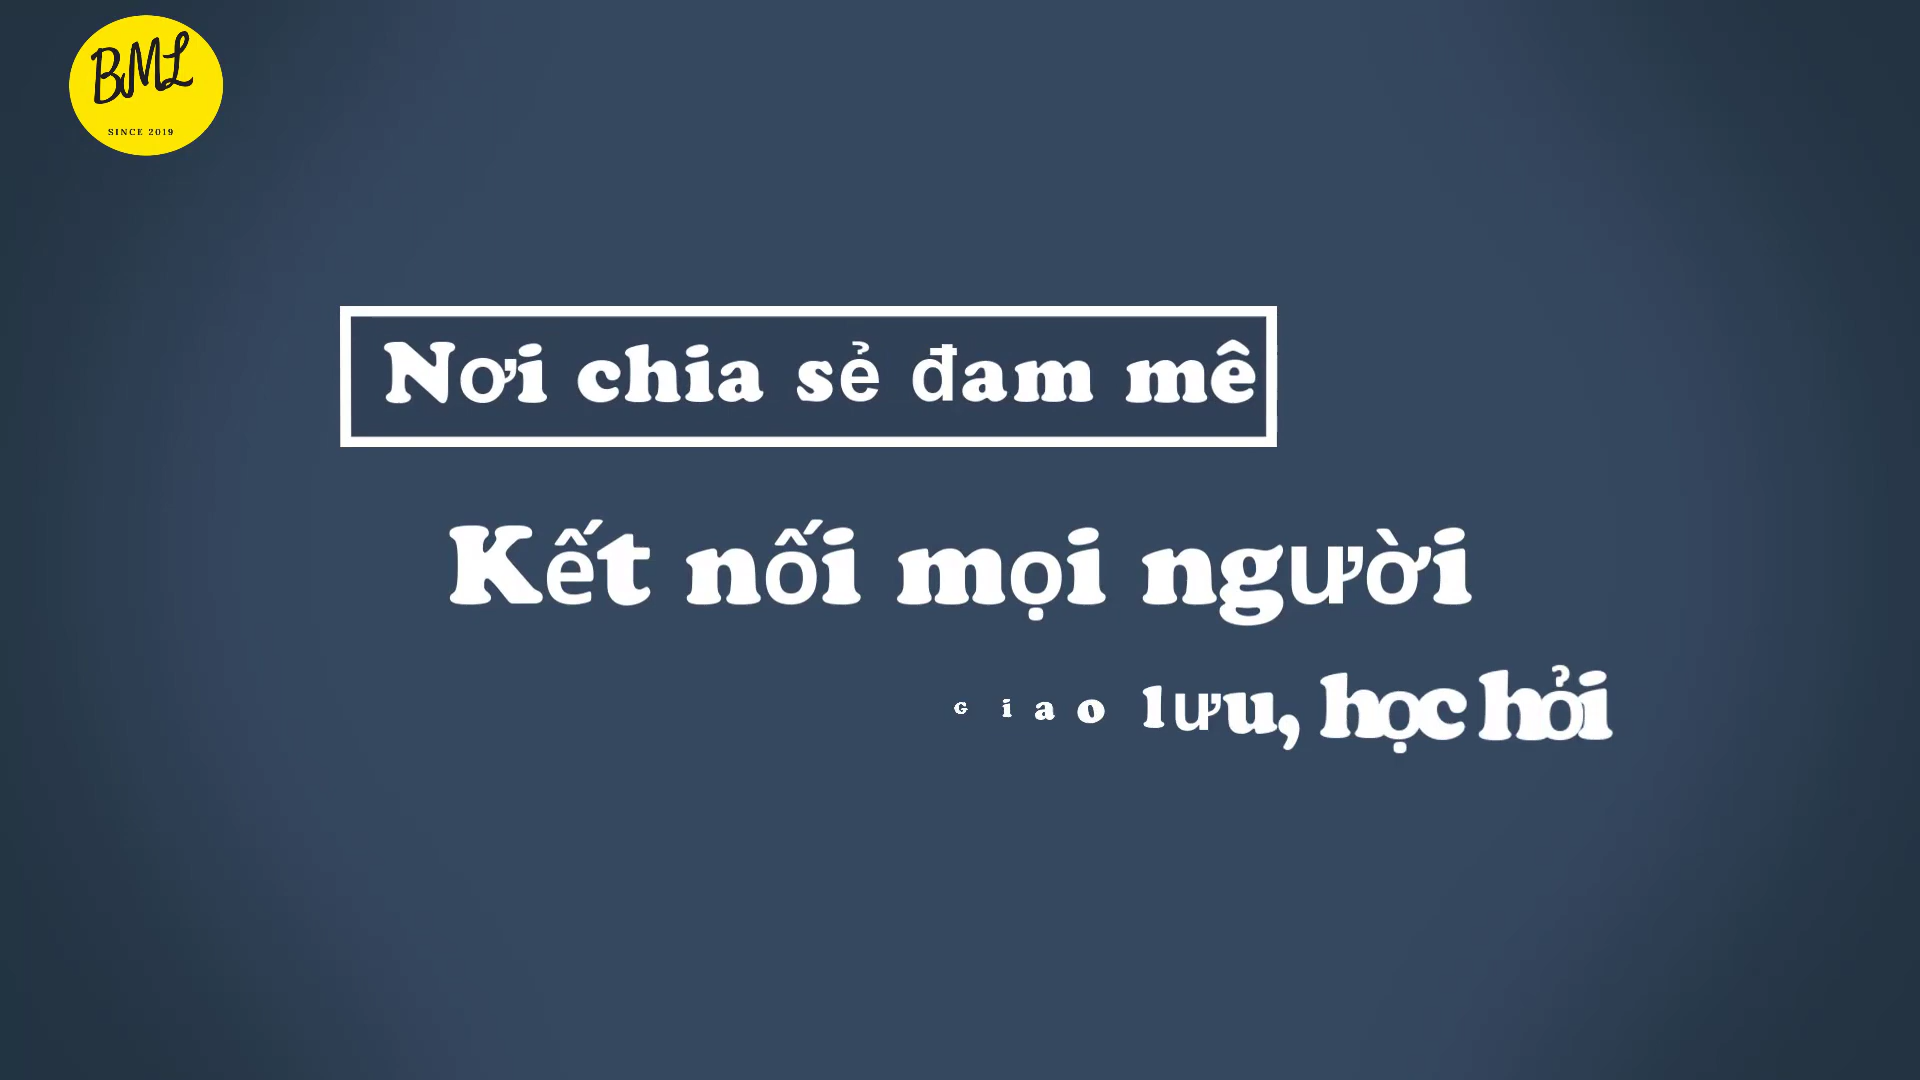 BML
SINCE 2019
Nơi chia sẻ đam mê
Kết nối mọi người
Giao lưu, học hỏi